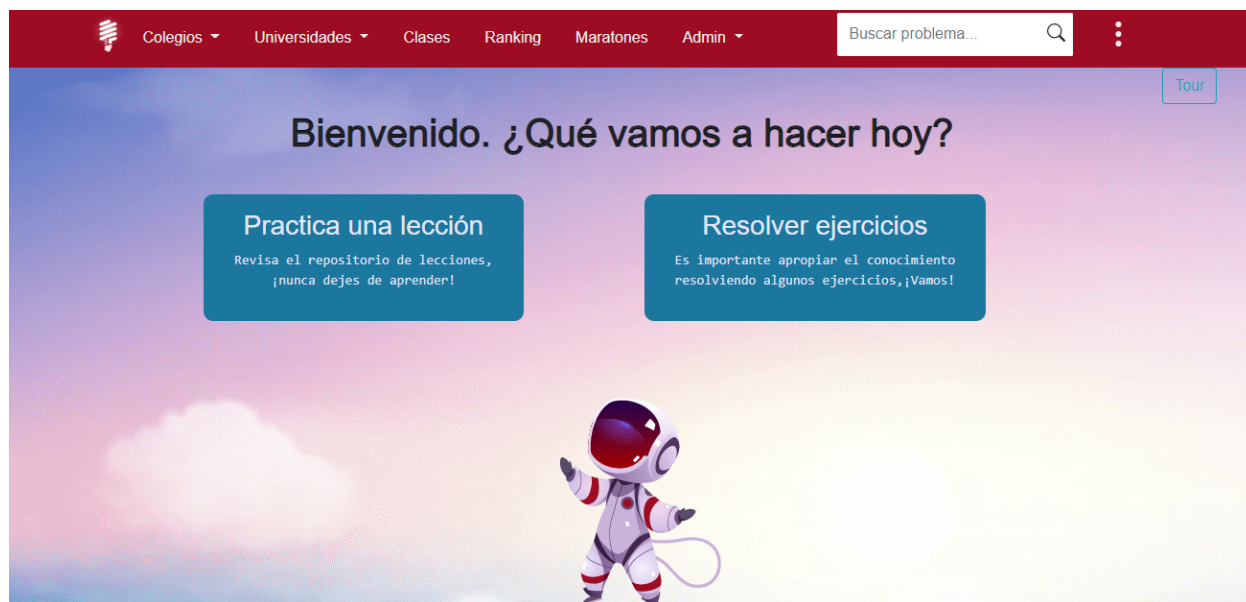 Colegios Universidades Clases Ranking Maratones Admin Buscar problema...
Tour
Bienvenido. ¿Qué vamos a hacer hoy?
Practica una lección
Revisa el repositorio de lecciones,
¡nunca dejes de aprender!
Resolver ejercicios
Es importante apropiar el conocimiento
resolviendo algunos ejercicios,¡Vamos!